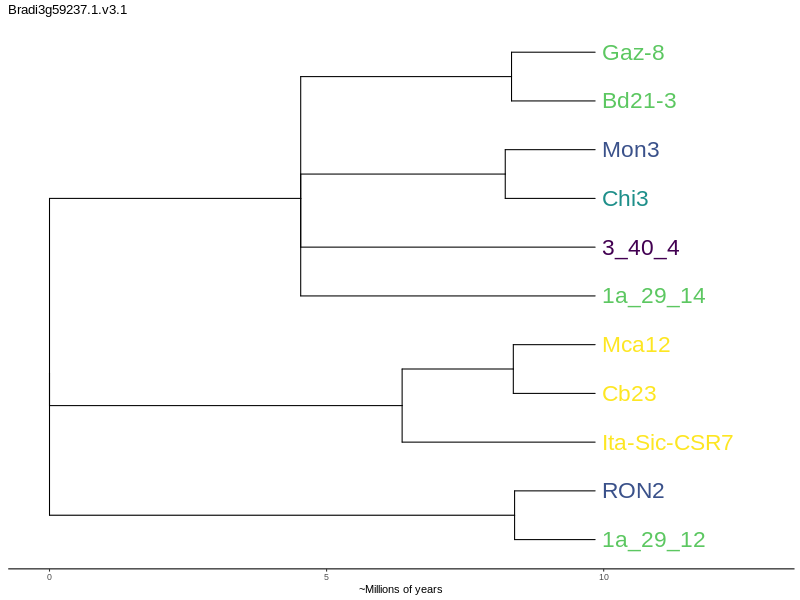 Bradi3g59237.1.v3.1
Gaz-8
Bd21-3
Mon3
Chi3
3_40_4
1a_29_14
Mca12
Cb23
Ita-Sic-CSR7
RON2
1a_29_12
0 5 10
~Millions of years